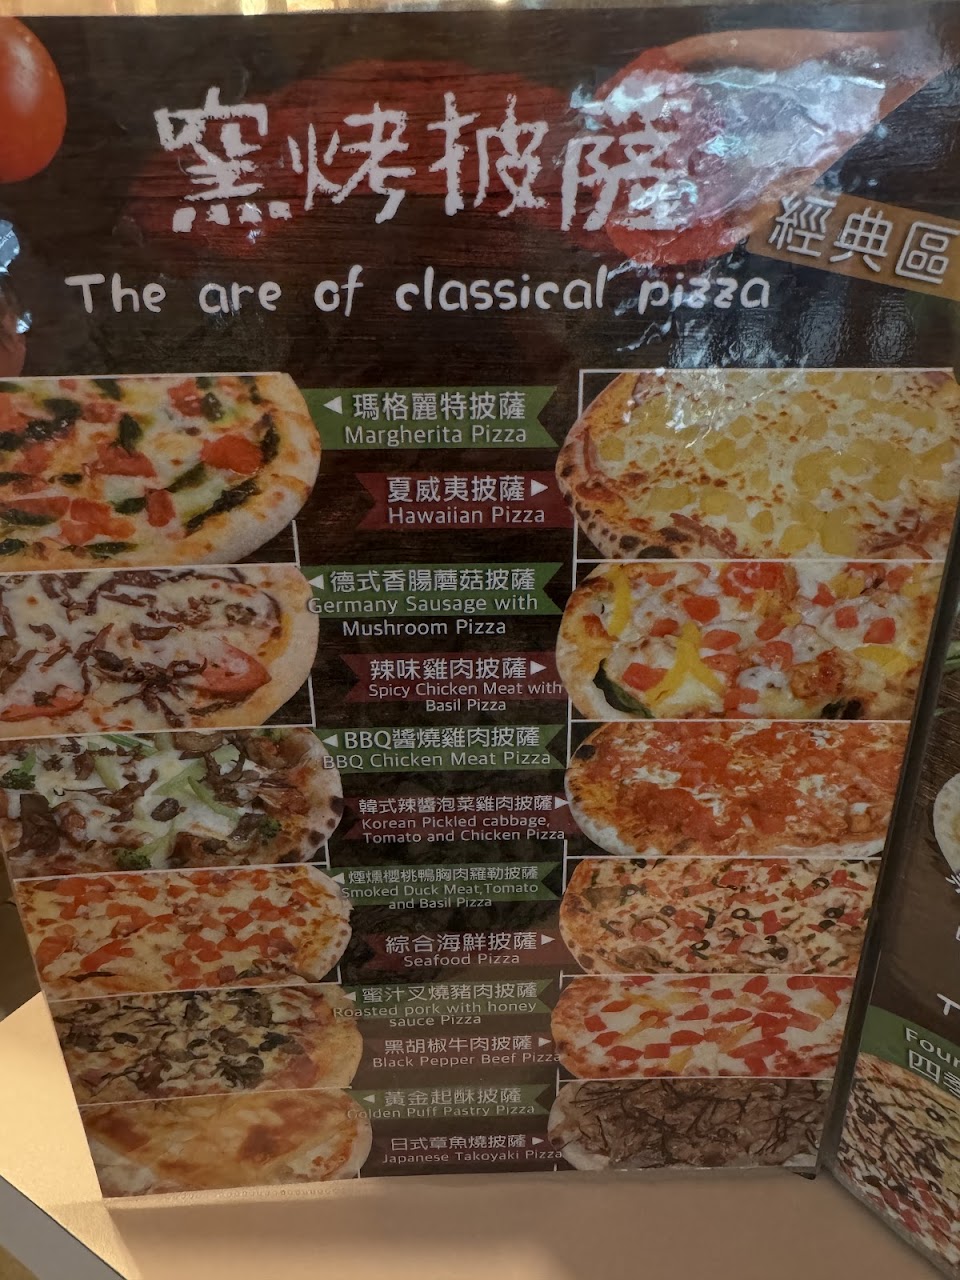 窯烤披薩
經典區
The are of classical pizza
瑪格麗特披薩
Margherita Pizza
夏威夷披薩
Hawaiian Pizza
德式香腸蘑菇披薩
Germany Sausage with
Mushroom Pizza
辣味雞肉披薩
Spicy Chicken Meat with
Basil Pizza
BBQ醬燒雞肉披薩
BBQ Chicken Meat Pizza
韓式辣醬泡菜雞肉披薩
Korean Pickled cabbage,
Tomato and Chicken Pizza
煙燻櫻桃鴨胸肉羅勒披薩
Smoked Duck Meat,Tomato
and Basil Pizza
綜合海鮮披薩
Seafood Pizza
蜜汁叉燒豬肉披薩
Roasted pork with honey
sauce Pizza
黑胡椒牛肉披薩
Black Pepper Beef Pizza
黃金起酥披薩
Golden Puff Pastry Pizza
日式章魚燒披薩
Japanese Takoyaki Pizza
Four
四季